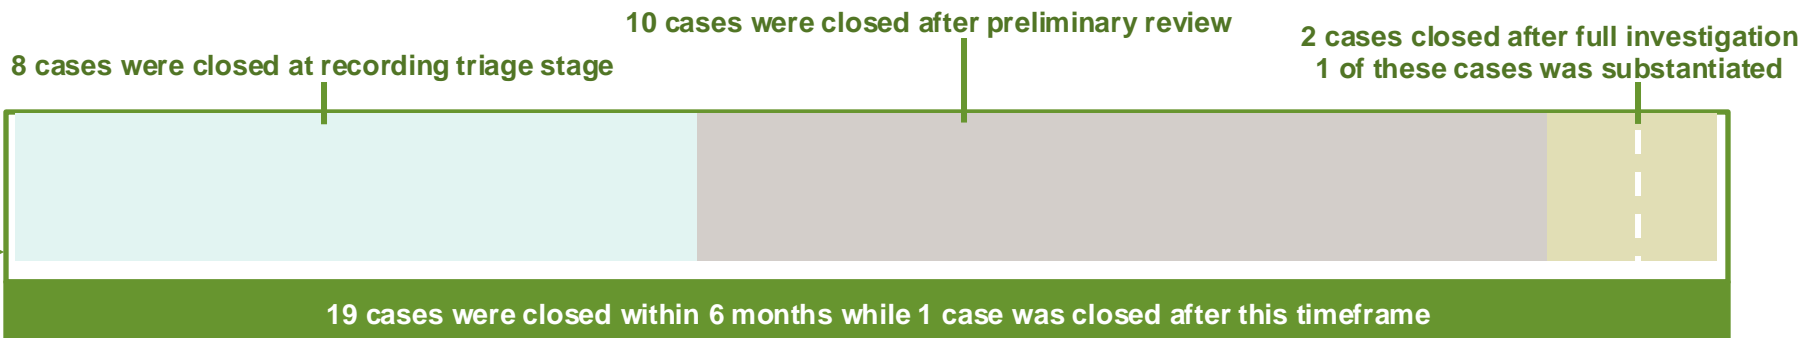 8 cases were closed at recording triage stage
10 cases were closed after preliminary review
2 cases closed after full investigation
1 of these cases was substantiated
19 cases were closed within 6 months while 1 case was closed after this timeframe